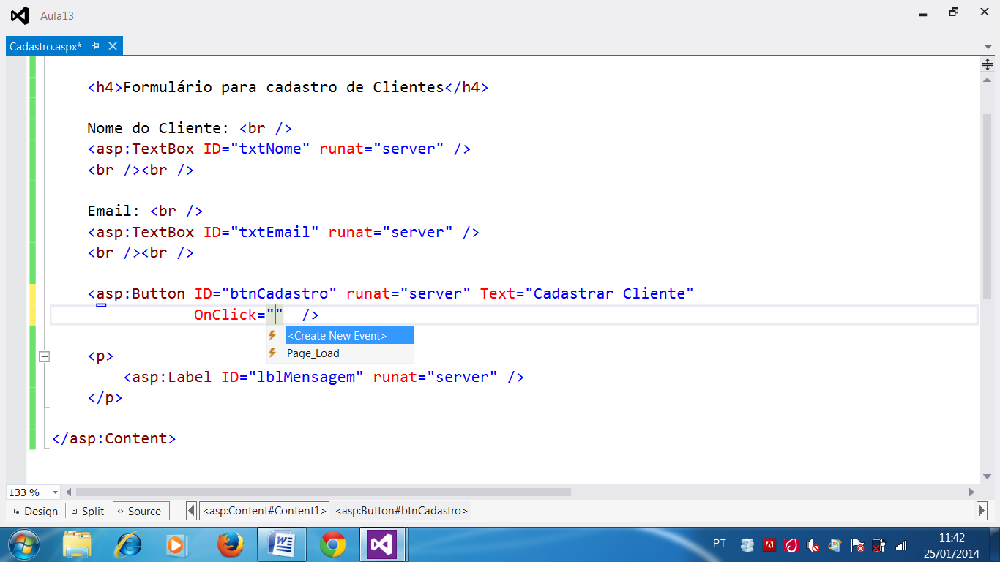 Aula13
Cadastro.aspx*
<h4>Formulário para cadastro de Clientes</h4>
Nome do Cliente: <br />
<asp:TextBox ID="txtNome" runat="server" />
<br /><br />
Email: <br />
<asp:TextBox ID="txtEmail" runat="server" />
<br /><br />
<asp:Button ID="btnCadastro" runat="server" Text="Cadastrar Cliente"
OnClick="" />
<Create New Event>
Page_Load
<p>
<asp:Label ID="lblMensagem" runat="server" />
</p>
</asp:Content>
133 %
Design Split Source <asp:Content#Content1> <asp:Button#btnCadastro>
PT 11:42
25/01/2014